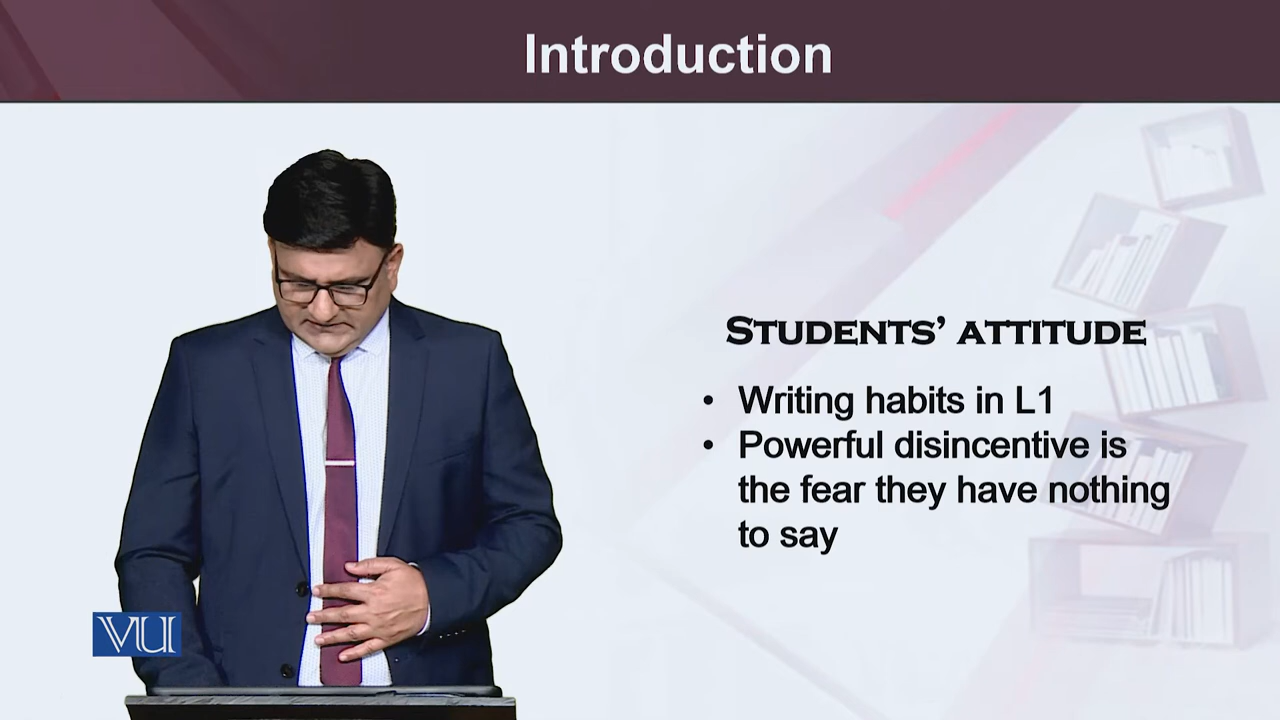 Introduction
STUDENTS' ATTITUDE
• Writing habits in L1
• Powerful disincentive is
the fear they have nothing
to say
VU